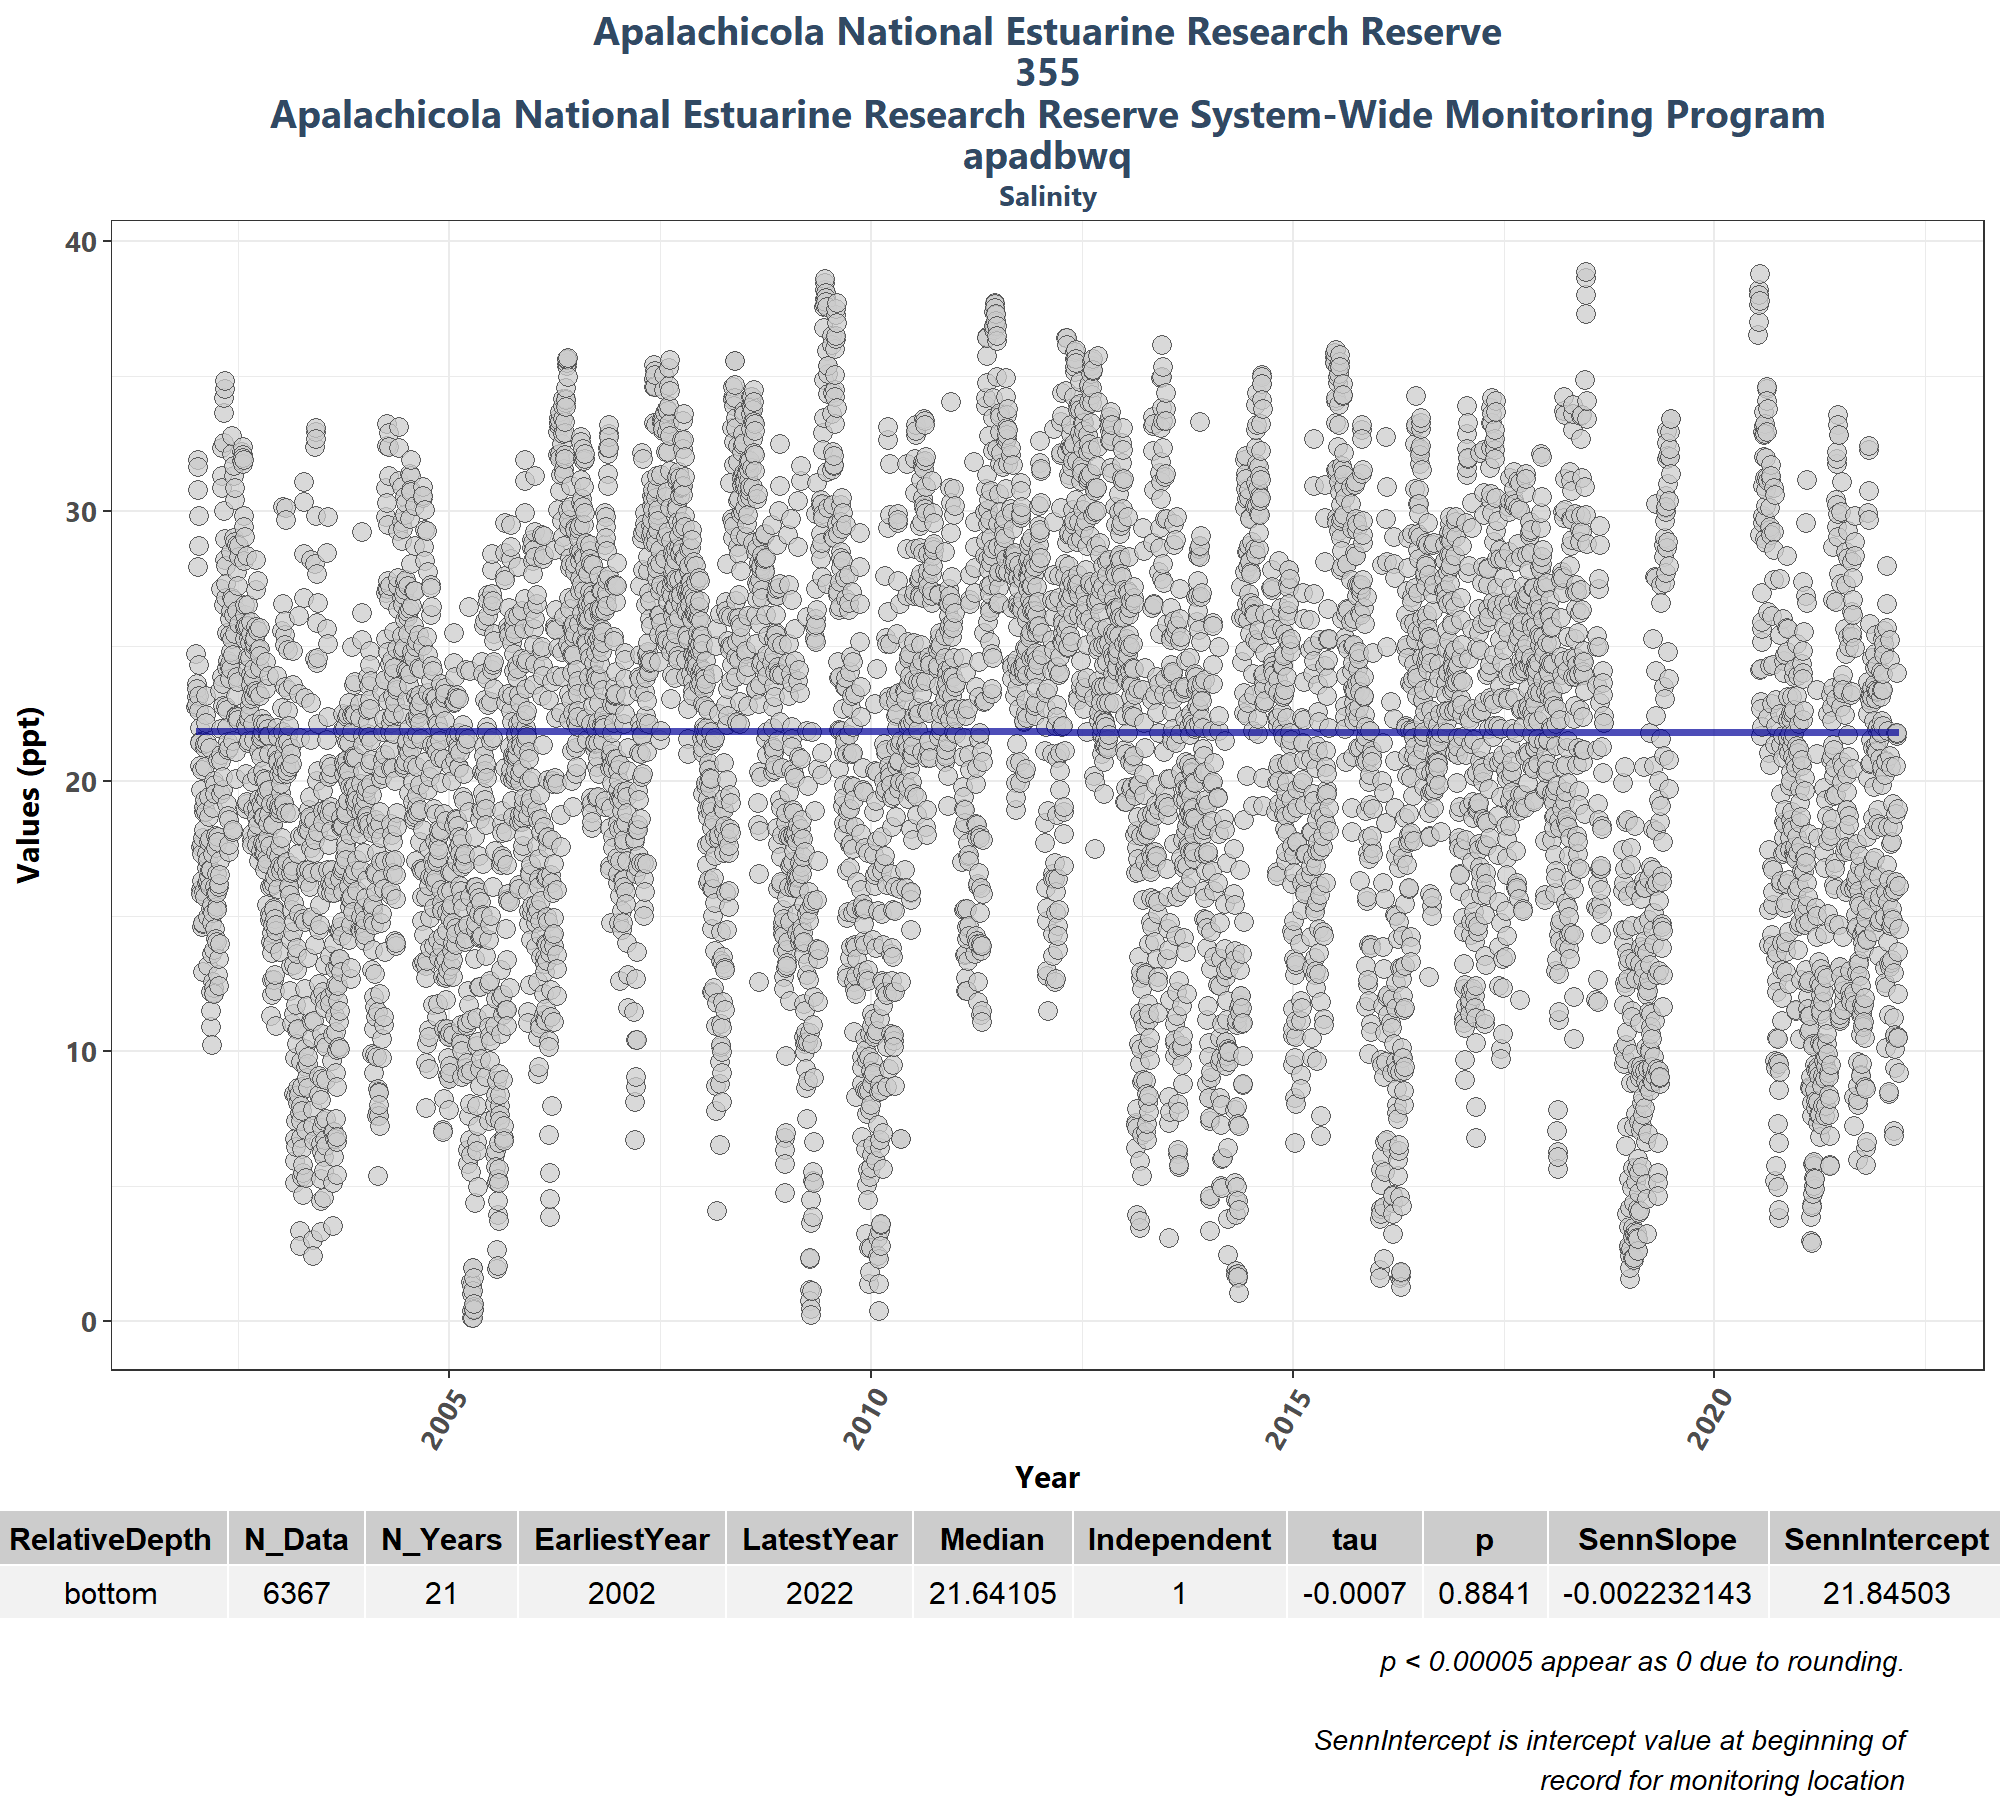 Apalachicola National Estuarine Research Reserve
355
Apalachicola National Estuarine Research Reserve System-Wide Monitoring Program
apadbwq
Salinity
40
30
20
10
0
Values (ppt)
2005 2010 2015 2020
Year
RelativeDepth N_Data N_Years EarliestYear LatestYear Median Independent tau p SennSlope SennIntercept
bottom 6367 21 2002 2022 21.64105 1 -0.0007 0.8841 -0.002232143 21.84503
p < 0.00005 appear as 0 due to rounding.
SennIntercept is intercept value at beginning of
record for monitoring location